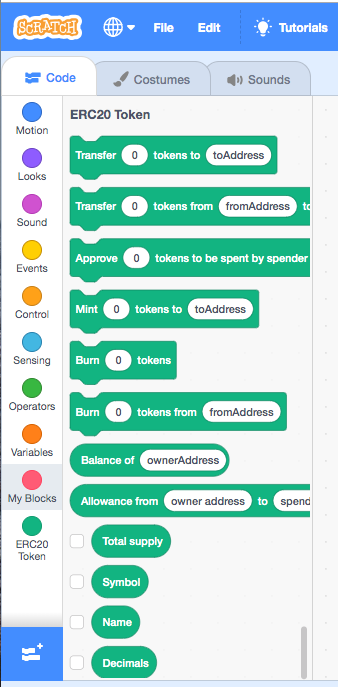 SCRATCH File Edit Tutorials
Code Costumes Sounds
Motion
Looks
Sound
Events
Control
Sensing
Operators
Variables
My Blocks
ERC20
Token
ERC20 Token
Transfer 0 tokens to toAddress
Transfer 0 tokens from fromAddress to
Approve 0 tokens to be spent by spender
Mint 0 tokens to toAddress
Burn 0 tokens
Burn 0 tokens from fromAddress
Balance of ownerAddress
Allowance from owner address to spend
Total supply
Symbol
Name
Decimals